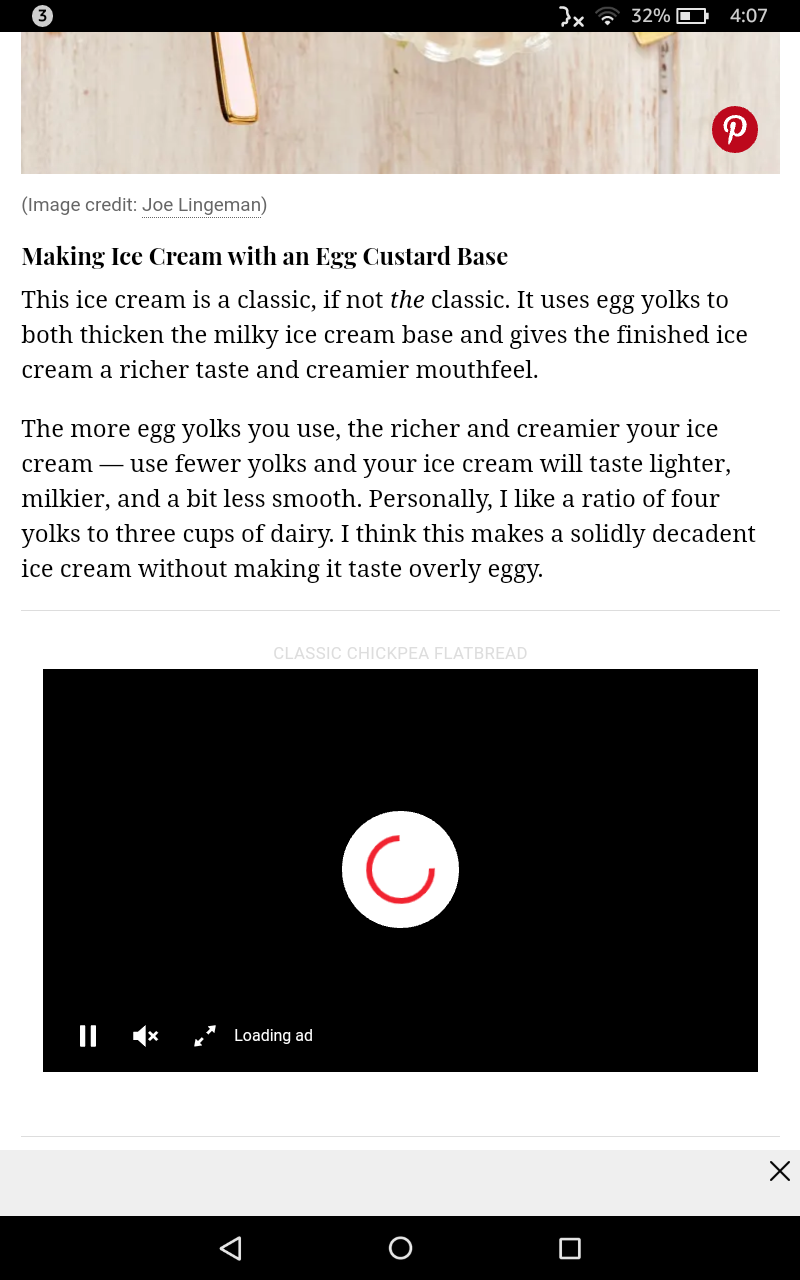 3 32% 4:07
(Image credit: Joe Lingeman)
Making Ice Cream with an Egg Custard Base
This ice cream is a classic, if not the classic. It uses egg yolks to
both thicken the milky ice cream base and gives the finished ice
cream a richer taste and creamier mouthfeel.
The more egg yolks you use, the richer and creamier your ice
cream — use fewer yolks and your ice cream will taste lighter,
milkier, and a bit less smooth. Personally, I like a ratio of four
yolks to three cups of dairy. I think this makes a solidly decadent
ice cream without making it taste overly eggy.
CLASSIC CHICKPEA FLATBREAD
Loading ad